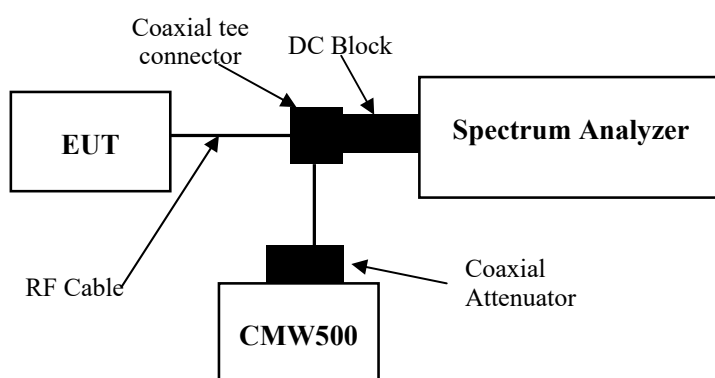 Coaxial tee
connector
DC Block
EUT
Spectrum Analyzer
RF Cable
Coaxial
Attenuator
CMW500